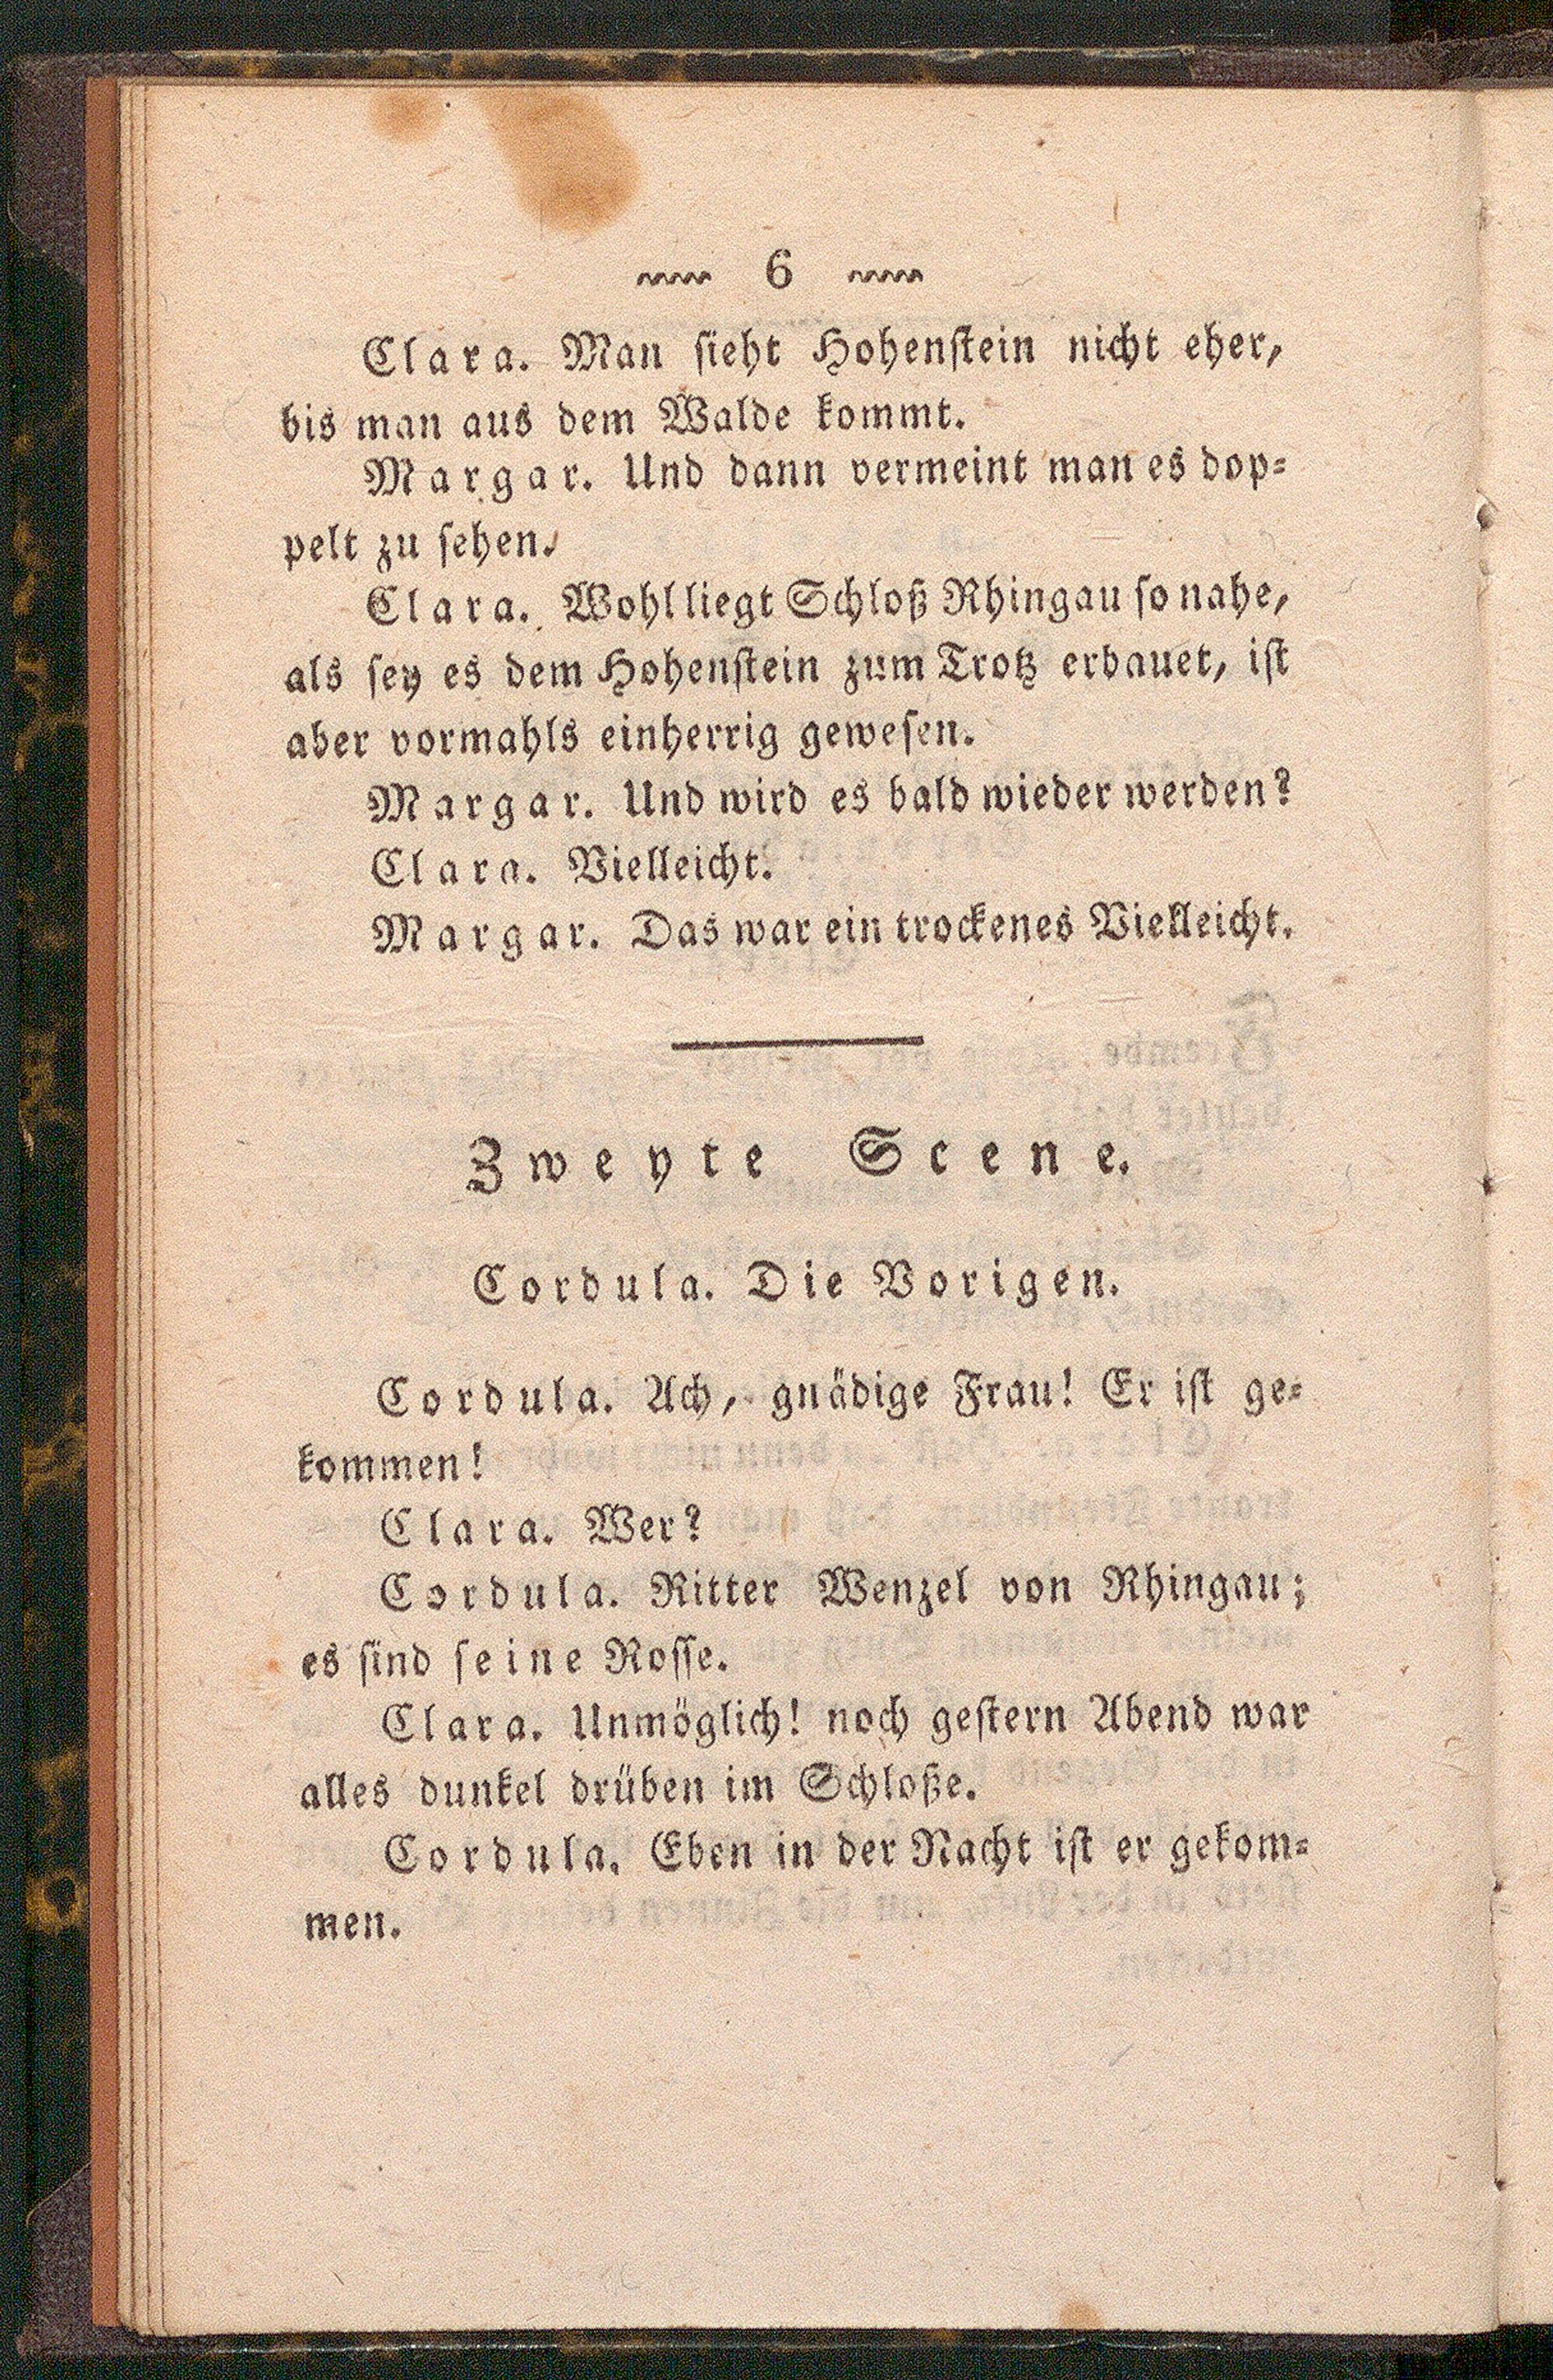 6
Clara. Man sieht Hohenstein nicht eher,
bis man aus dem Walde kommt.
Margar. Und dann vermeint man es dop-
pelt zu sehen.
Clara. Wohl liegt Schloß Rhingau so nahe,
als sey es dem Hohenstein zum Trotz erbauet, ist
aber vormahls einherrig gewesen.
Margar. Und wird es bald wieder werden?
Clara. Vielleicht.
Margar. Das war ein trockenes Vielleicht.
Zweyte Scene.
Cordula. Die Vorigen.
Cordula. Ach, gnädige Frau! Er ist ge-
kommen!
Clara. Wer?
Cordula. Ritter Wenzel von Rhingau;
es sind seine Rosse.
Clara. Unmöglich! noch gestern Abend war
alles dunkel drüben im Schloße.
Cordula. Eben in der Nacht ist er gekom-
men.